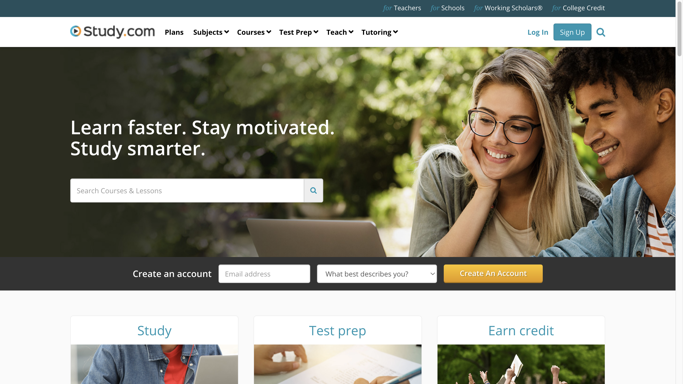 for Teachers for Schools for Working Scholars® for College Credit
Study.com Plans Subjects Courses Test Prep Teach Tutoring Log In Sign Up
Learn faster. Stay motivated.
Study smarter.
Search Courses & Lessons
Create an account Email address What best describes you? Create An Account
Study Test prep Earn credit